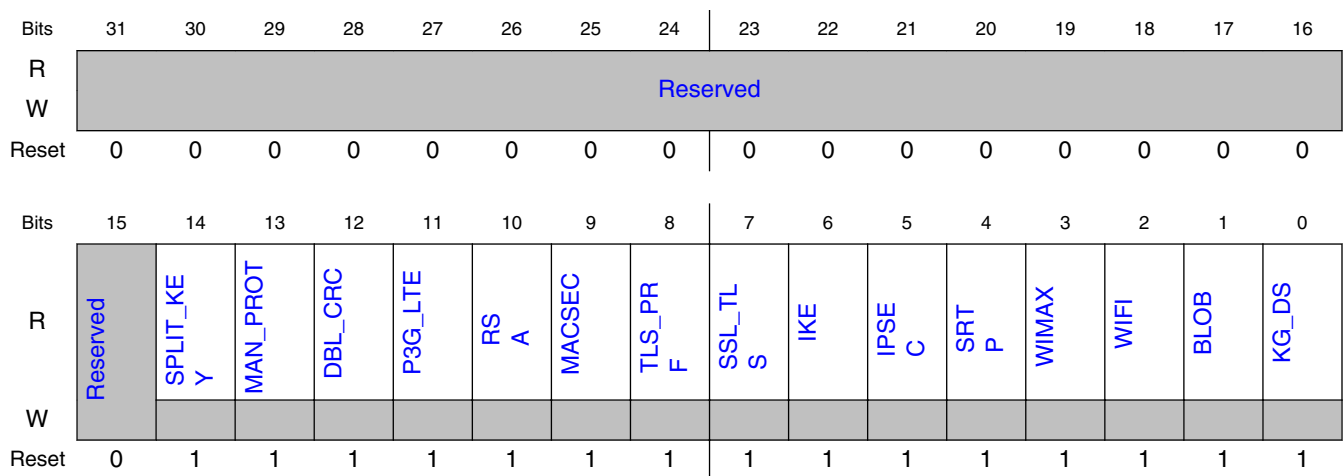 Bits 31 30 29 28 27 26 25 24 23 22 21 20 19 18 17 16
R
Reserved
W
Reset 0 0 0 0 0 0 0 0 0 0 0 0 0 0 0 0
Bits 15 14 13 12 11 10 9 8 7 6 5 4 3 2 1 0
R
Reserved
SPLIT_KE
Y
MAN_PROT
DBL_CRC
P3G_LTE
RS
A
MACSEC
TLS_PR
F
SSL_TL
S
IKE
IPSE
C
SRT
P
WIMAX
WIFI
BLOB
KG_DS
W
Reset 0 1 1 1 1 1 1 1 1 1 1 1 1 1 1 1